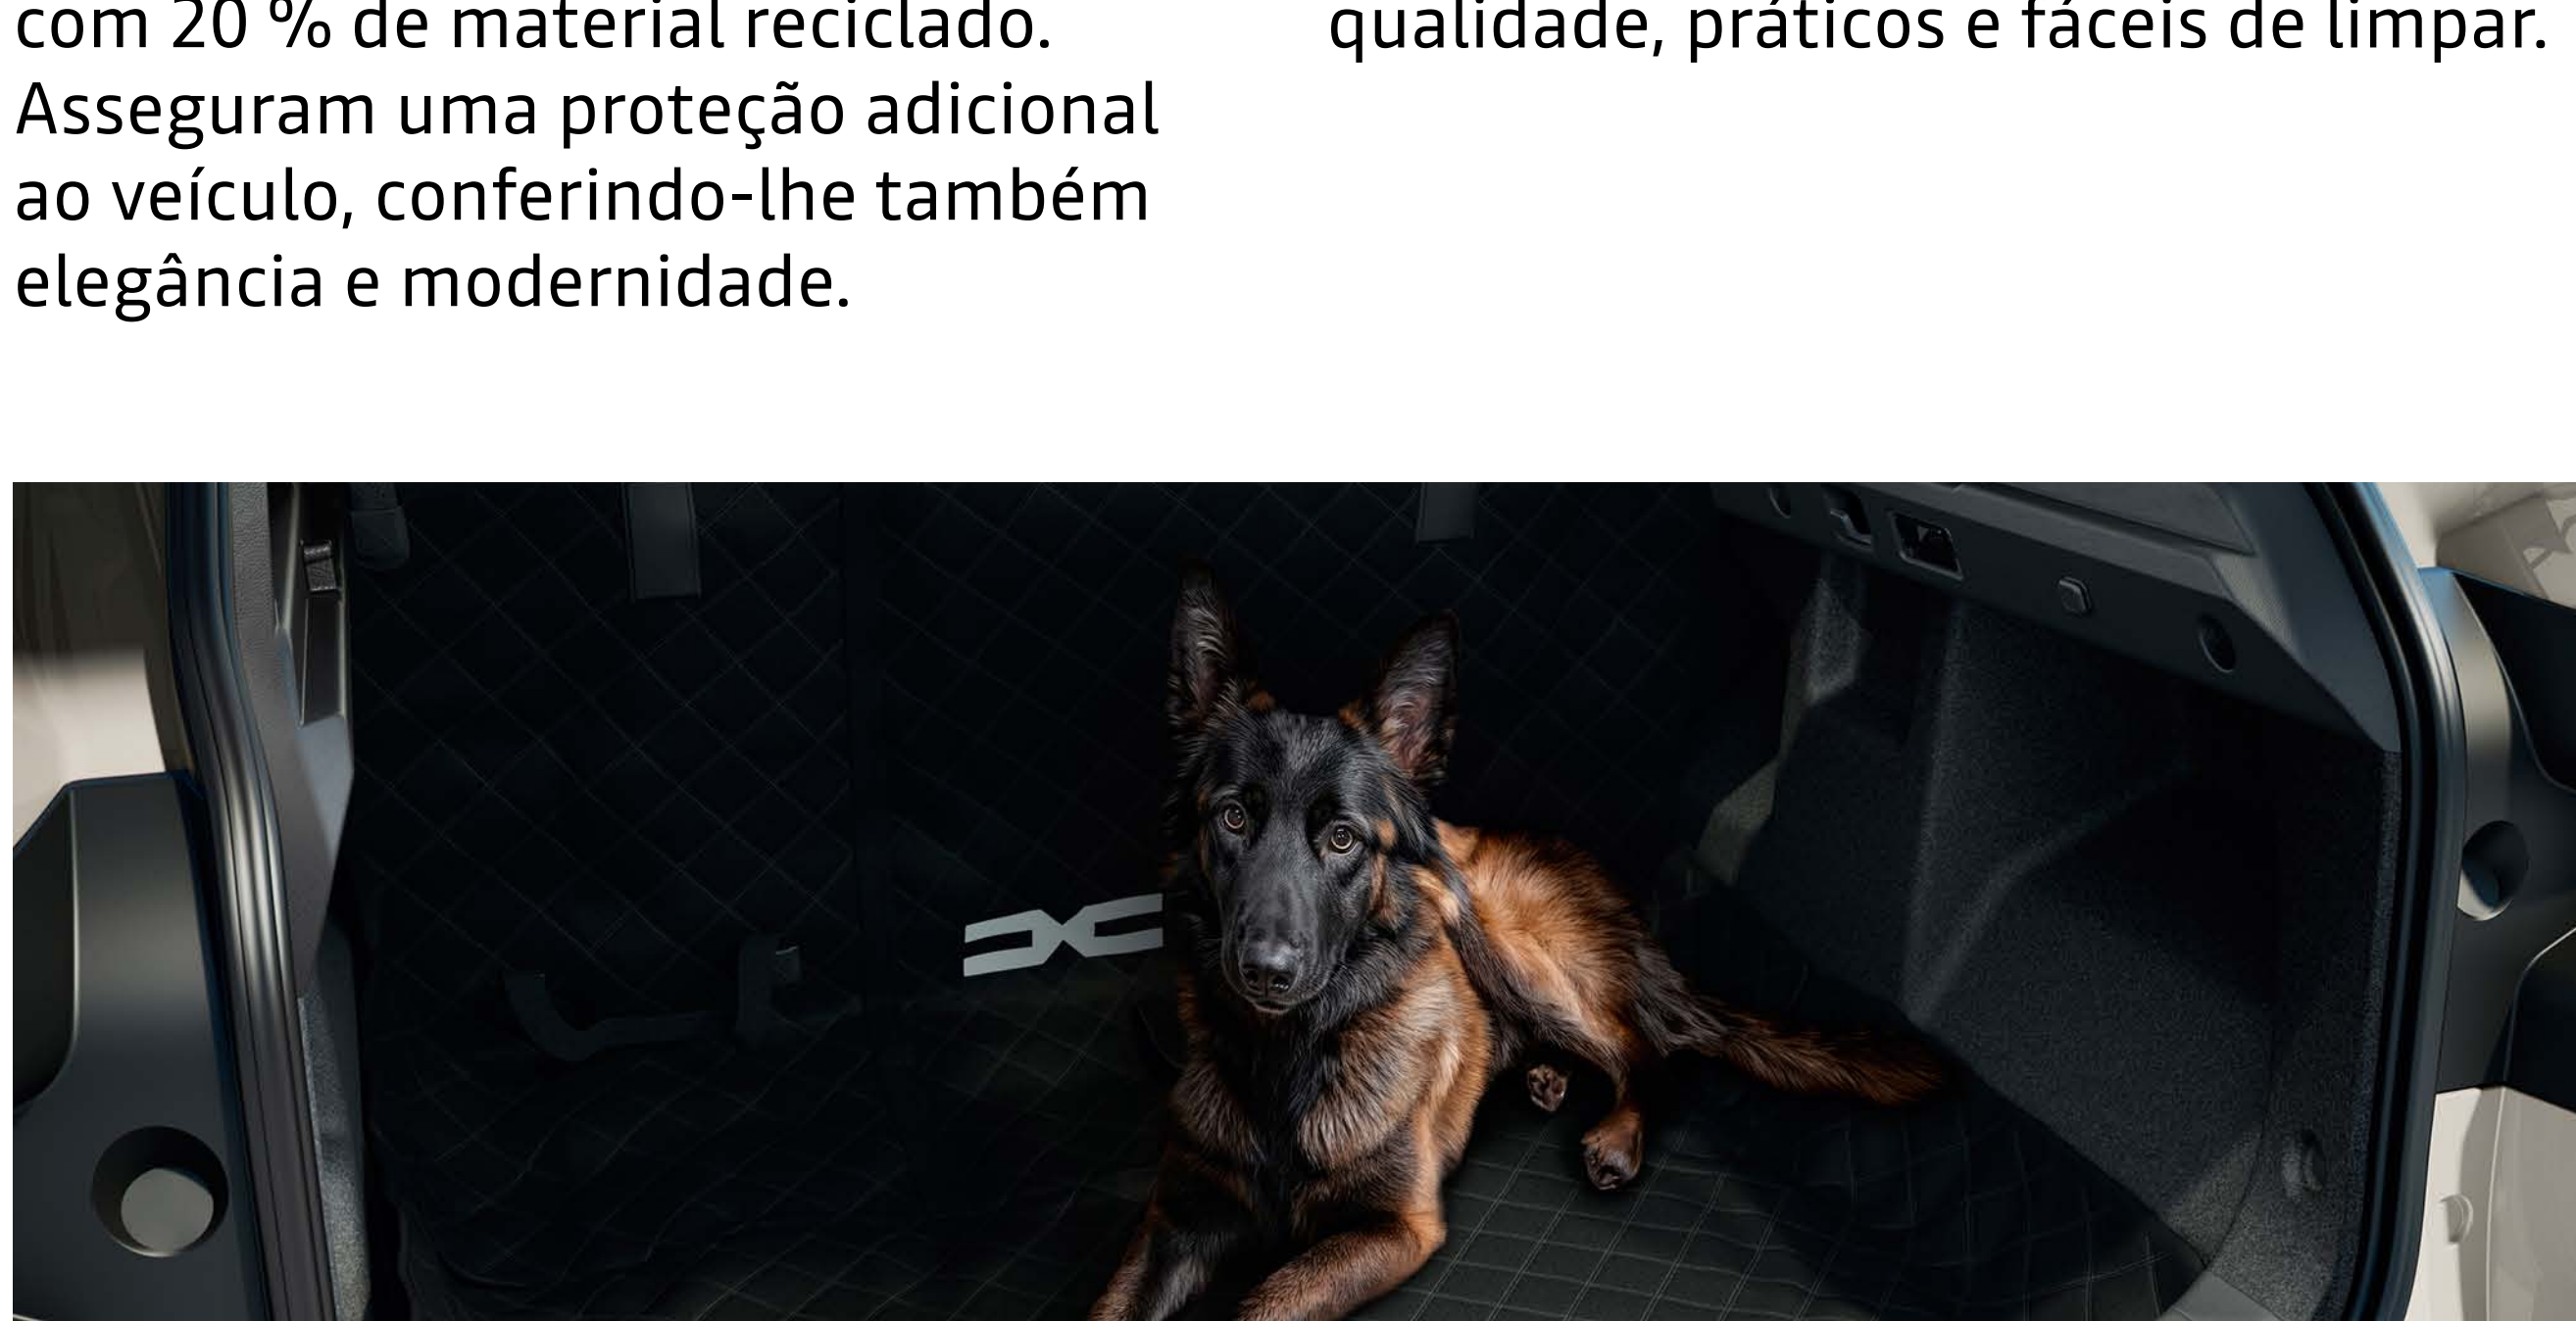 com 20 % de material reciclado.
Asseguram uma proteção adicional
ao veículo, conferindo-lhe também
elegância e modernidade.
qualidade, práticos e fáceis de limpar.